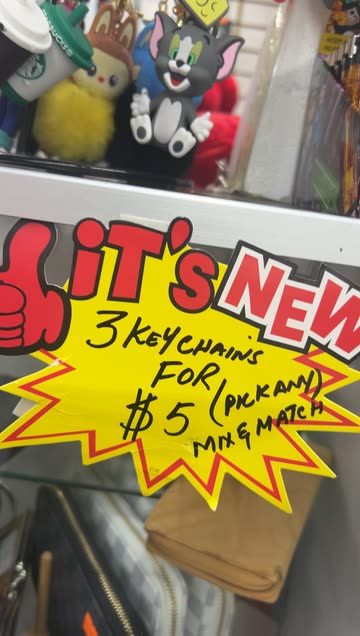 iT's NEW
3 KEYCHAINS
FOR
$5 (PICK ANY)
MIX & MATCH